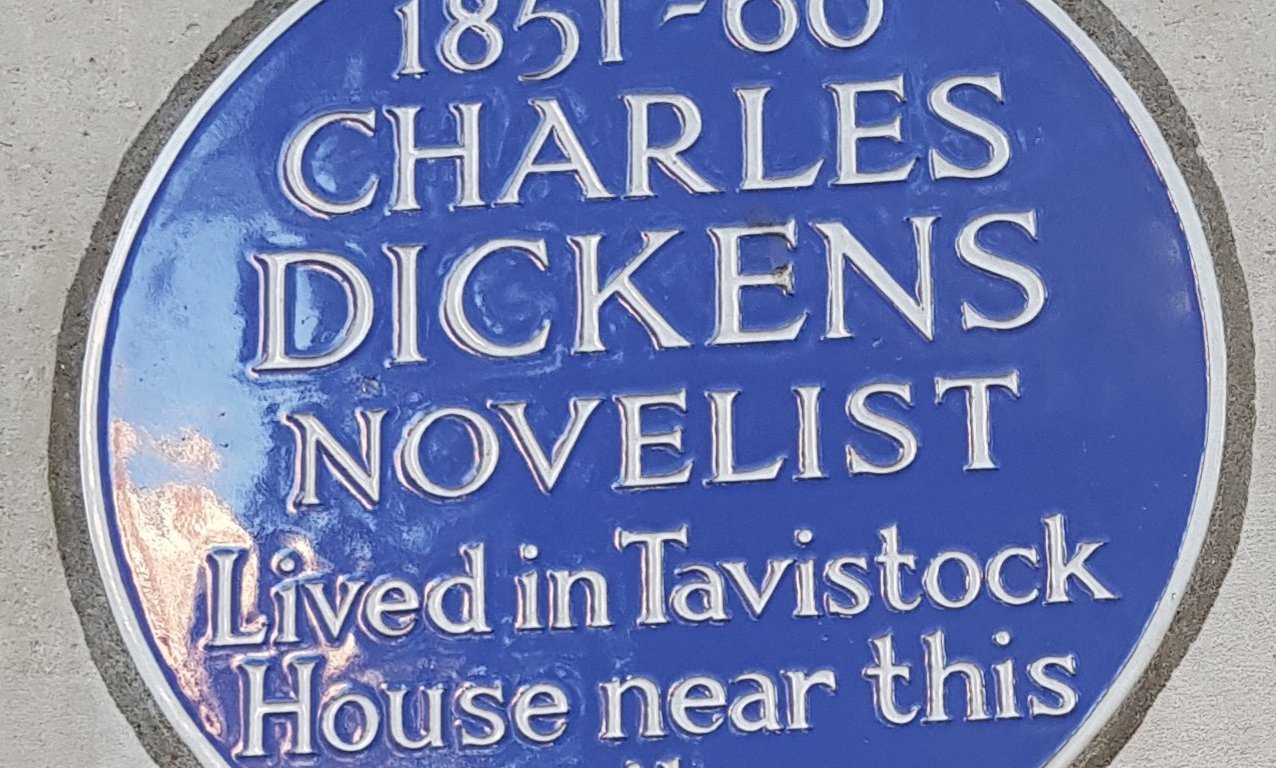 1851-60
CHARLES
DICKENS
NOVELIST
Lived in Tavistock
House near this